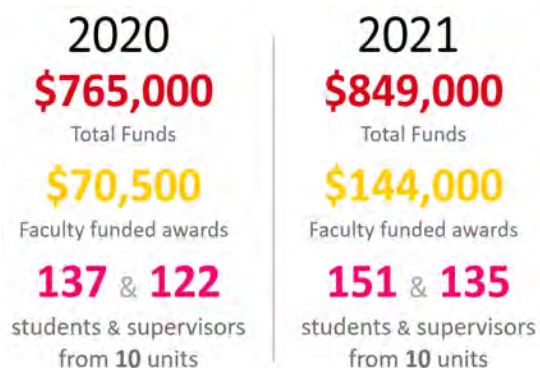 2020
$765,000
Total Funds
$70,500
Faculty funded awards
137 & 122
students & supervisors
from 10 units
2021
$849,000
Total Funds
$144,000
Faculty funded awards
151 & 135
students & supervisors
from 10 units